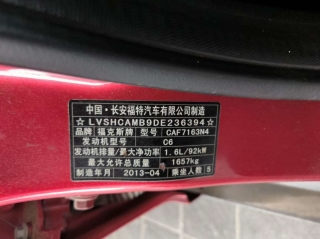 中国·长安福特汽车有限公司制造
☆LVSHCAMB9DE236394☆
品牌 福克斯牌 型号 CAF7163N4
发动机型号 C6
发动机排量/最大净功率 1.6L/92kW
最大允许总质量 1657kg
制造年月 2013-04 乘坐人数 5